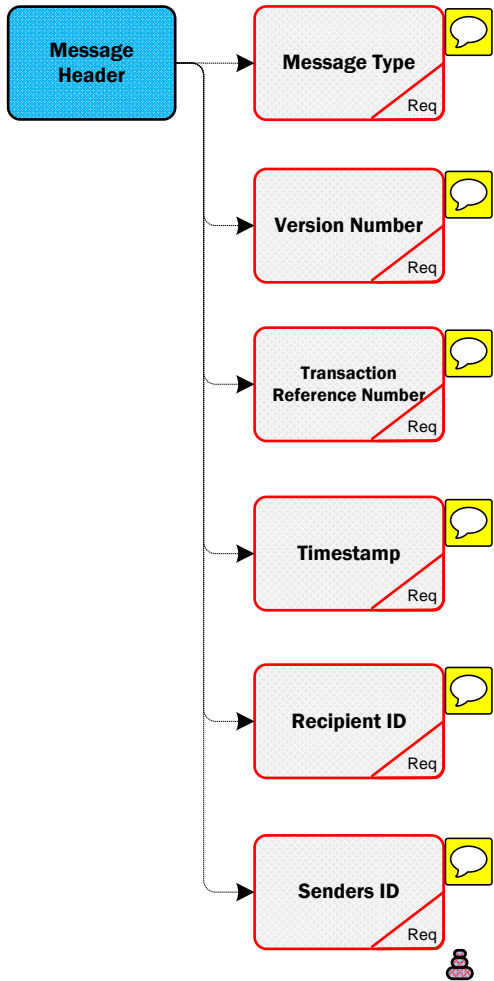 Message
Header
Message Type
Req
Version Number
Req
Transaction
Reference Number
Req
Timestamp
Req
Recipient ID
Req
Senders ID
Req